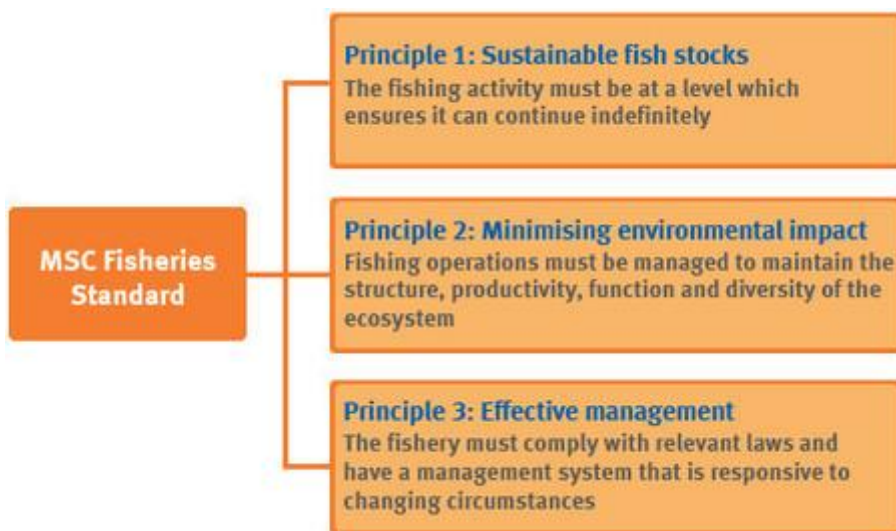 MSC Fisheries
Standard
Principle 1: Sustainable fish stocks
The fishing activity must be at a level which
ensures it can continue indefinitely
Principle 2: Minimising environmental impact
Fishing operations must be managed to maintain the
structure, productivity, function and diversity of the
ecosystem
Principle 3: Effective management
The fishery must comply with relevant laws and
have a management system that is responsive to
changing circumstances